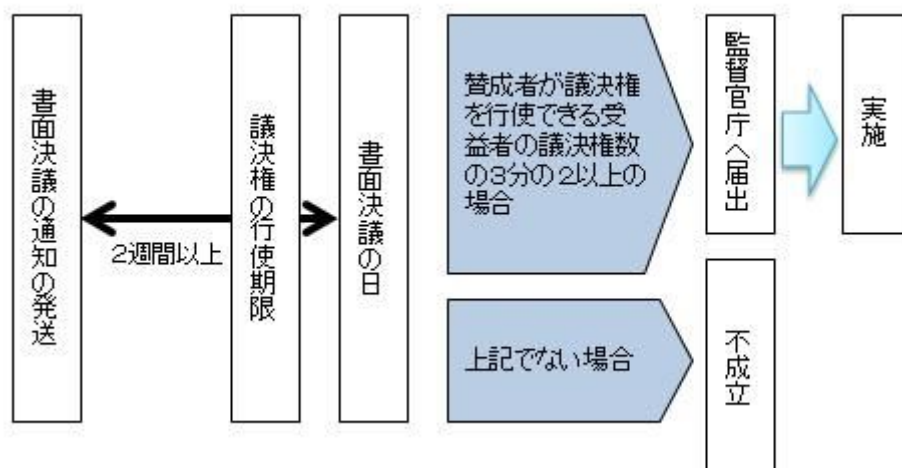 書面決議の通知の発送
2週間以上
議決権の行使期限
書面決議の日
賛成者が議決権
を行使できる受
益者の議決権数
の3分の2以上の
場合
監督官庁へ届出
実施
上記でない場合
不成立